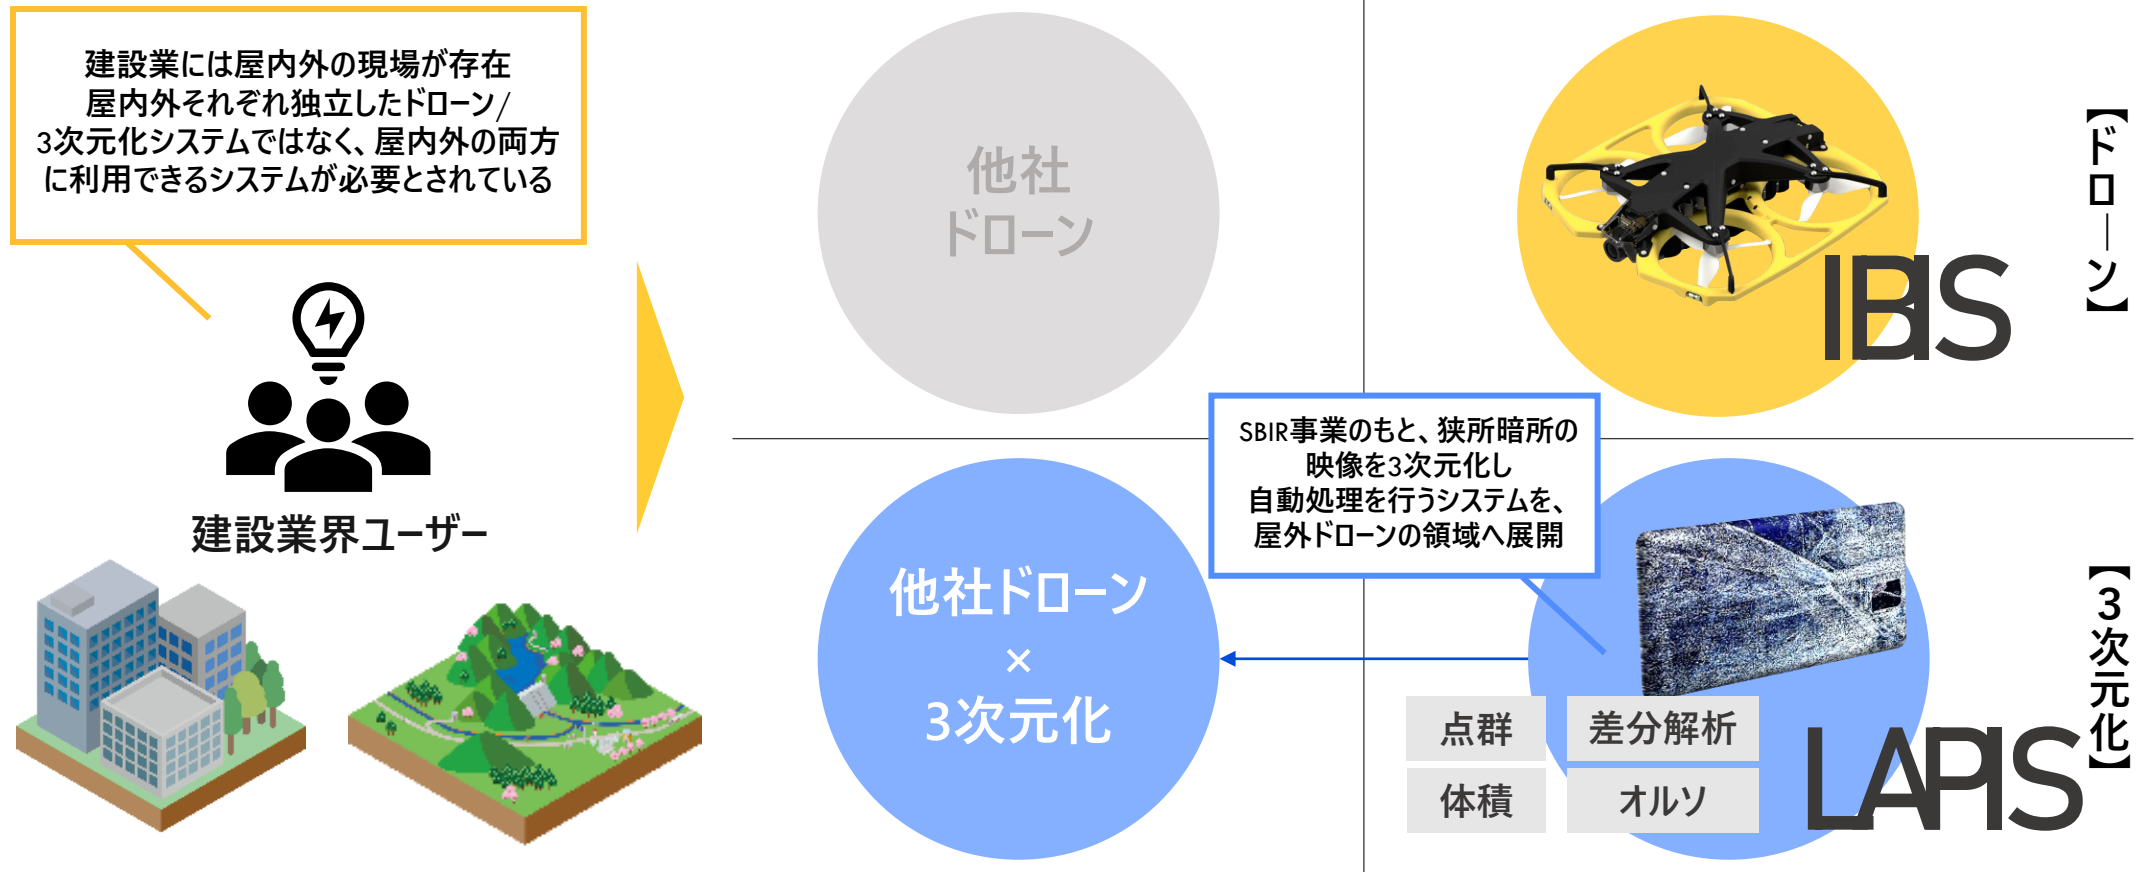 建設業には屋内外の現場が存在
屋内外それぞれ独立したドローン/
3次元化システムではなく、屋内外の両方
に利用できるシステムが必要とされている
建設業界ユーザー
他社
ドローン
IBIS
【ドローン】
SBIR事業のもと、狭所暗所の
映像を3次元化し
自動処理を行うシステムを、
屋外ドローンの領域へ展開
他社ドローン
×
3次元化
点群
差分解析
体積
オルソ
LAPIS
【3次元化】